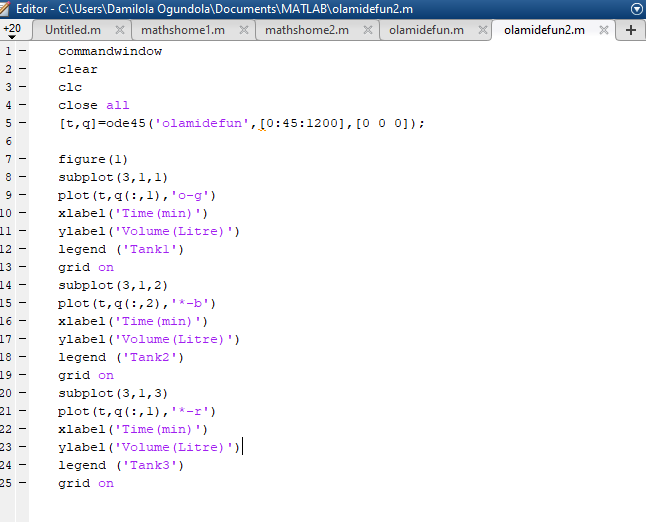 Editor - C:\Users\Damilola Ogundola\Documents\MATLAB\olamidefun2.m
+20 Untitled.m mathshome1.m mathshome2.m olamidefun.m olamidefun2.m
1 - commandwindow
2 - clear
3 - clc
4 - close all
5 - [t,q]=ode45('olamidefun',[0:45:1200],[0 0 0]);
6
7 - figure(1)
8 - subplot(3,1,1)
9 - plot(t,q(:,1),'o-g')
10 - xlabel('Time(min)')
11 - ylabel('Volume(Litre)')
12 - legend ('Tank1')
13 - grid on
14 - subplot(3,1,2)
15 - plot(t,q(:,2),'*-b')
16 - xlabel('Time(min)')
17 - ylabel('Volume(Litre)')
18 - legend ('Tank2')
19 - grid on
20 - subplot(3,1,3)
21 - plot(t,q(:,1),'*-r')
22 - xlabel('Time(min)')
23 - ylabel('Volume(Litre)')
24 - legend ('Tank3')
25 - grid on